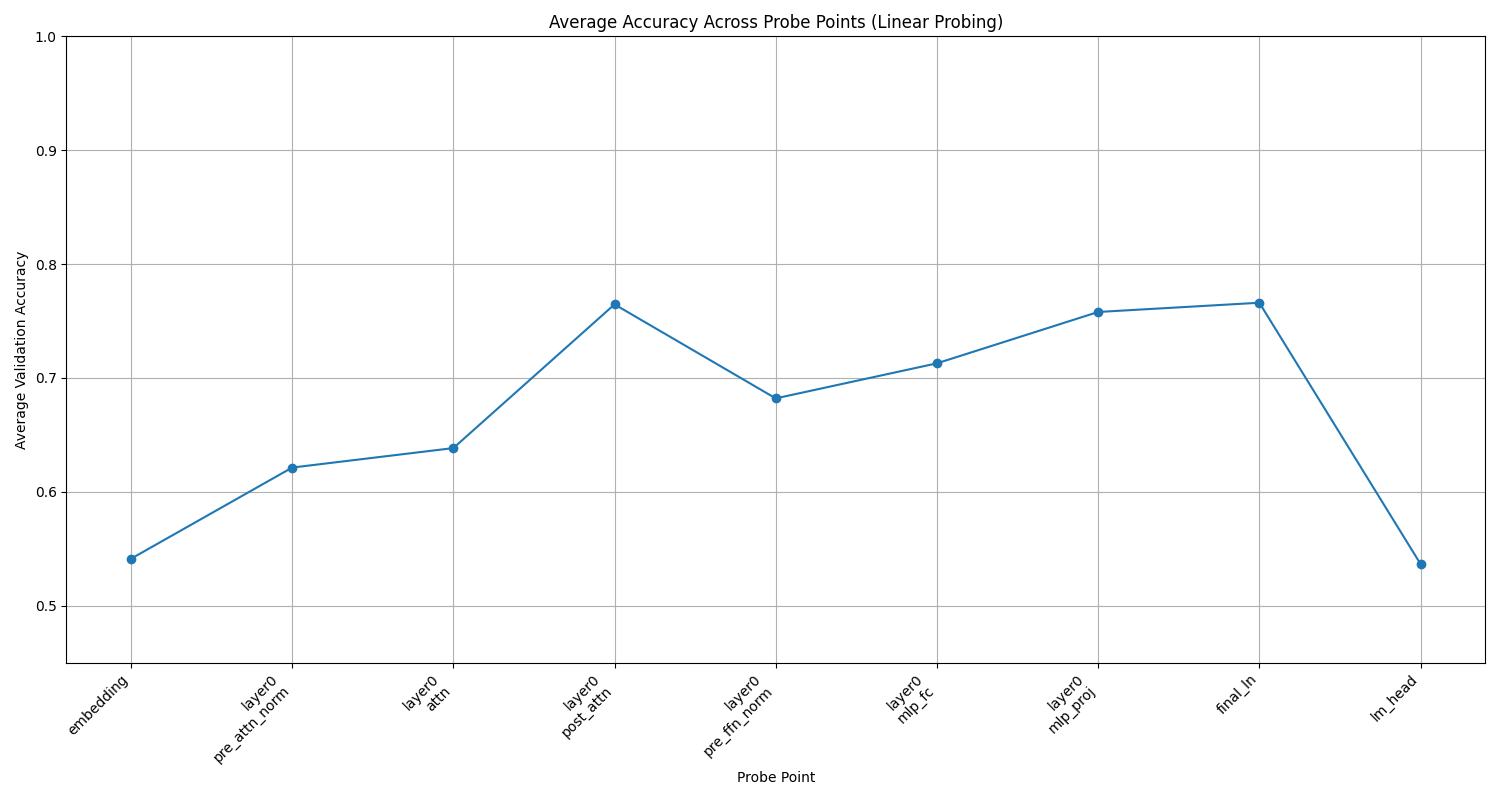 Average Accuracy Across Probe Points (Linear Probing)
Average Validation Accuracy
1.0
0.9
0.8
0.7
0.6
0.5
embedding
layer0
pre_attn_norm
layer0
attn
layer0
post_attn
layer0
pre_ffn_norm
layer0
mlp_fc
layer0
mlp_proj
final_ln
lm_head
Probe Point